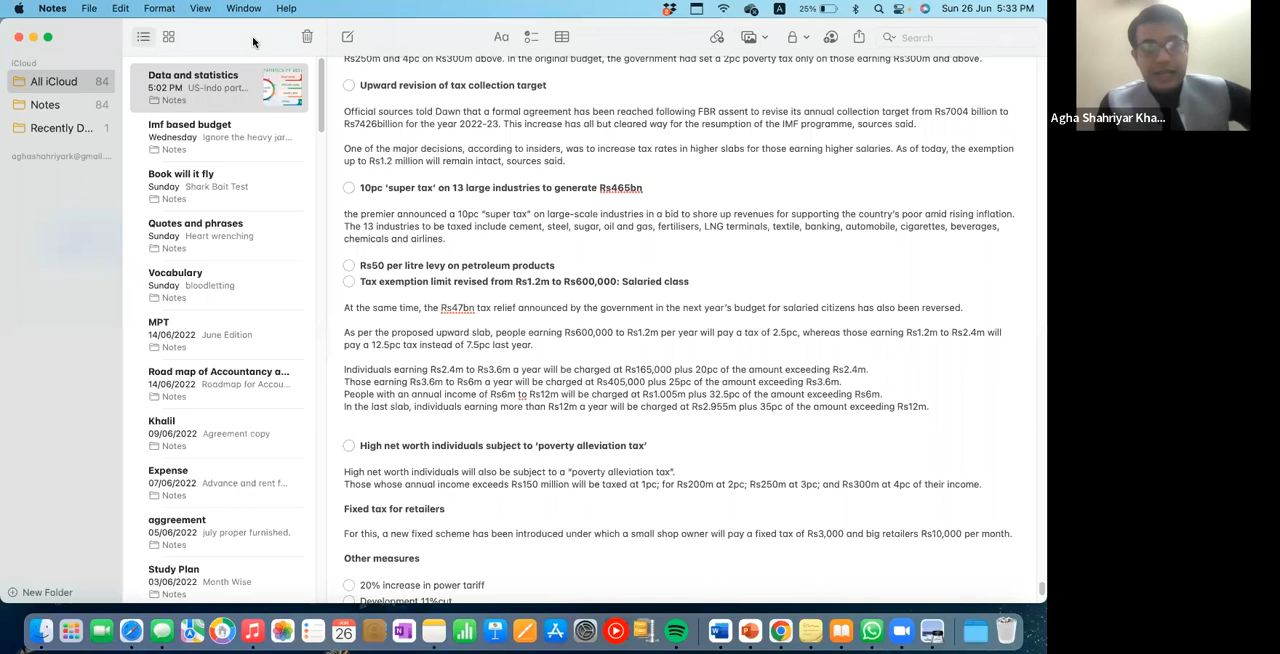 Notes File Edit Format View Window Help
25% Sun 26 Jun 5:33 PM
Aa
Search
iCloud
All iCloud 84
Notes 84
Recently D... 1
aghashahriyark@gmail....
New Folder
Data and statistics
5:02 PM US-Indo part...
Notes
Imf based budget
Wednesday Ignore the heavy jar...
Notes
Book will it fly
Sunday Shark Bait Test
Notes
Quotes and phrases
Sunday Heart wrenching
Notes
Vocabulary
Sunday bloodletting
Notes
MPT
14/06/2022 June Edition
Notes
Road map of Accountancy a...
14/06/2022 Roadmap for Accou...
Notes
Khalil
09/06/2022 Agreement copy
Notes
Expense
07/06/2022 Advance and rent f...
Notes
aggreement
05/06/2022 july proper furnished.
Notes
Study Plan
03/06/2022 Month Wise
Notes
Rs250m and 4pc on Rs300m above. In the original budget, the government had set a 2pc poverty tax only on those earning Rs300m and above.
Upward revision of tax collection target
Official sources told Dawn that a formal agreement has been reached following FBR assent to revise its annual collection target from Rs7004 billion to
Rs7426billion for the year 2022-23. This increase has all but cleared way for the resumption of the IMF programme, sources said.
One of the major decisions, according to insiders, was to increase tax rates in higher slabs for those earning higher salaries. As of today, the exemption
up to Rs1.2 million will remain intact, sources said.
10pc ‘super tax’ on 13 large industries to generate Rs465bn
the premier announced a 10pc “super tax” on large-scale industries in a bid to shore up revenues for supporting the country’s poor amid rising inflation.
The 13 industries to be taxed include cement, steel, sugar, oil and gas, fertilisers, LNG terminals, textile, banking, automobile, cigarettes, beverages,
chemicals and airlines.
Rs50 per litre levy on petroleum products
Tax exemption limit revised from Rs1.2m to Rs600,000: Salaried class
At the same time, the Rs47bn tax relief announced by the government in the next year’s budget for salaried citizens has also been reversed.
As per the proposed upward slab, people earning Rs600,000 to Rs1.2m per year will pay a tax of 2.5pc, whereas those earning Rs1.2m to Rs2.4m will
pay a 12.5pc tax instead of 7.5pc last year.
Individuals earning Rs2.4m to Rs3.6m a year will be charged at Rs165,000 plus 20pc of the amount exceeding Rs2.4m.
Those earning Rs3.6m to Rs6m a year will be charged at Rs405,000 plus 25pc of the amount exceeding Rs3.6m.
People with an annual income of Rs6m to Rs12m will be charged at Rs1.005m plus 32.5pc of the amount exceeding Rs6m.
In the last slab, individuals earning more than Rs12m a year will be charged at Rs2.955m plus 35pc of the amount exceeding Rs12m.
High net worth individuals subject to ‘poverty alleviation tax’
High net worth individuals will also be subject to a “poverty alleviation tax”.
Those whose annual income exceeds Rs150 million will be taxed at 1pc; for Rs200m at 2pc; Rs250m at 3pc; and Rs300m at 4pc of their income.
Fixed tax for retailers
For this, a new fixed scheme has been introduced under which a small shop owner will pay a fixed tax of Rs3,000 and big retailers Rs10,000 per month.
Other measures
20% increase in power tariff
Development 11%cut
Agha Shahriyar Kha...
JUN
26